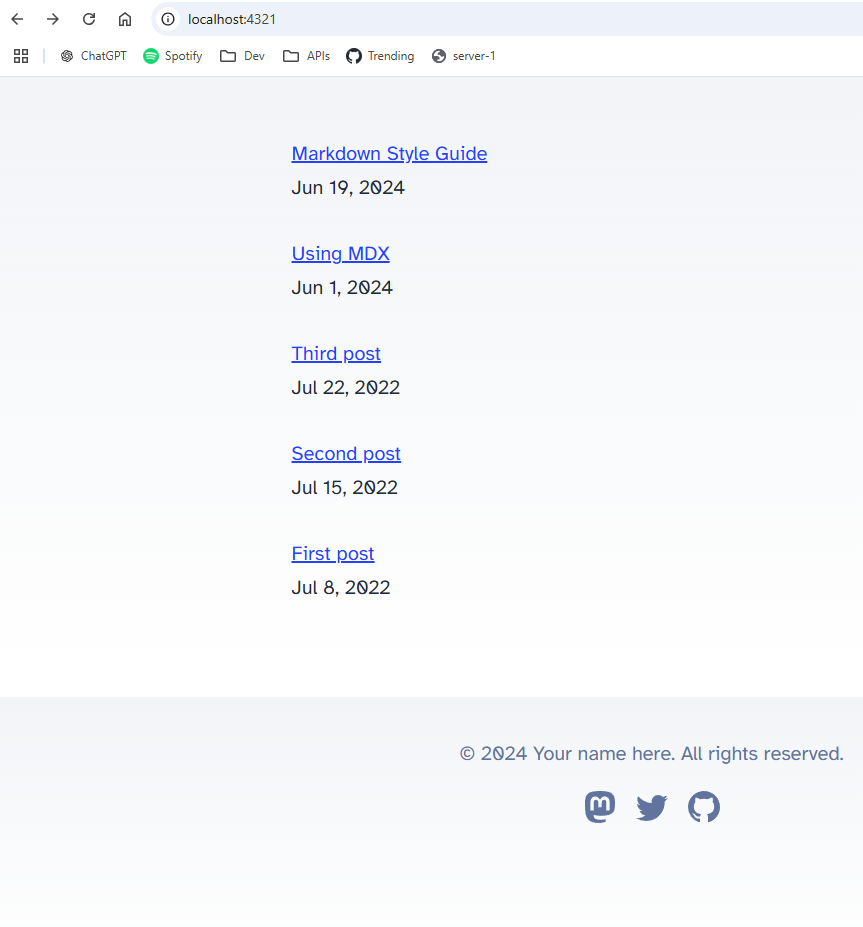 localhost:4321
ChatGPT Spotify Dev APIs Trending server-1
Markdown Style Guide
Jun 19, 2024
Using MDX
Jun 1, 2024
Third post
Jul 22, 2022
Second post
Jul 15, 2022
First post
Jul 8, 2022
© 2024 Your name here. All rights reserved.